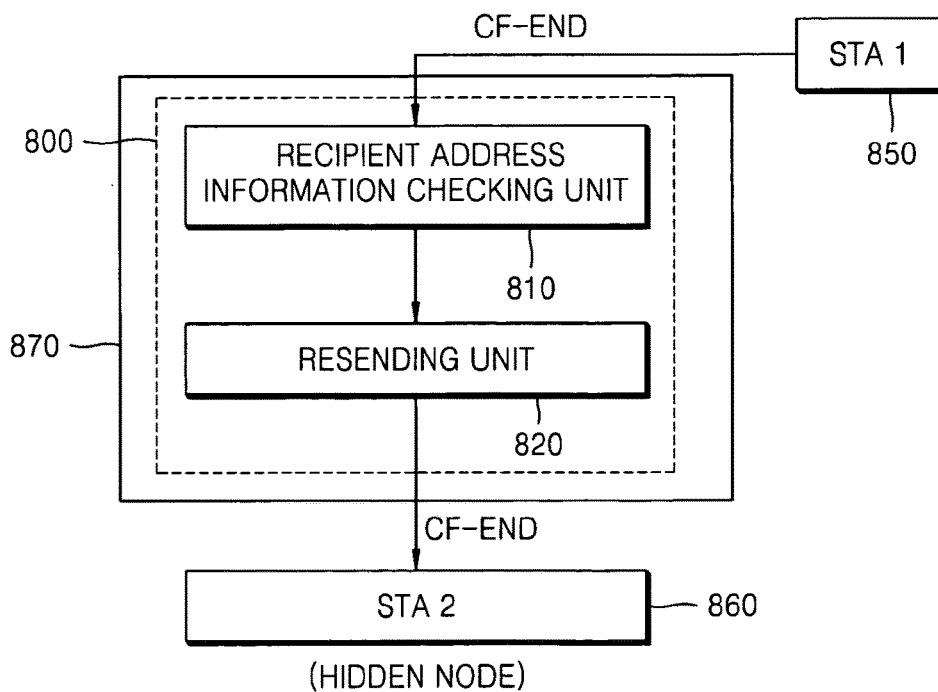 CF-END
STA 1
850
800
RECIPIENT ADDRESS
INFORMATION CHECKING UNIT
810
870
RESENDING UNIT
820
CF-END
STA 2
860
(HIDDEN NODE)